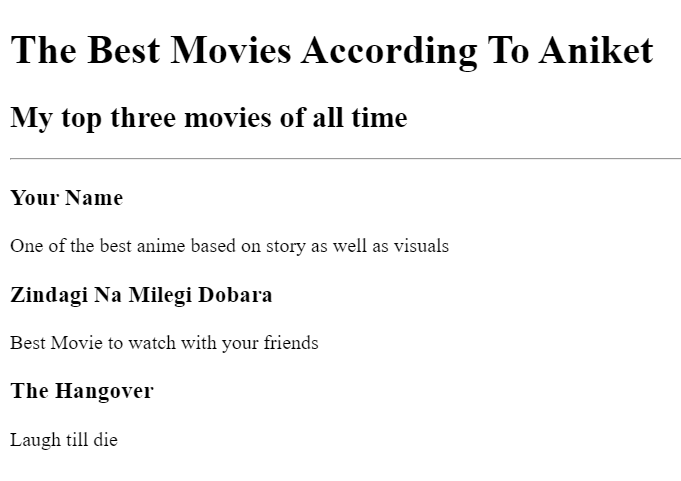 The Best Movies According To Aniket
My top three movies of all time
Your Name
One of the best anime based on story as well as visuals
Zindagi Na Milegi Dobara
Best Movie to watch with your friends
The Hangover
Laugh till die